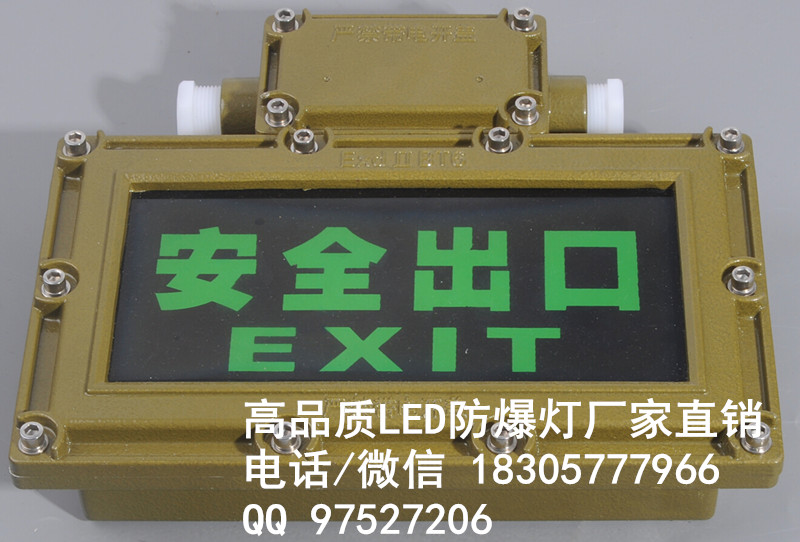 安全出口
EXIT
高品质LED防爆灯厂家直销
电话/微信 18305777966
QQ 97527206